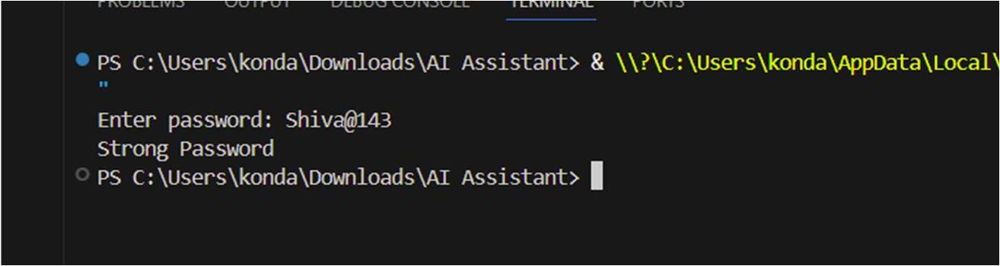 PROBLEMS OUTPUT DEBUG CONSOLE TERMINAL PORTS
PS C:\Users\konda\Downloads\AI Assistant> & \\?\C:\Users\konda\AppData\Local\
"
Enter password: Shiva@143
Strong Password
PS C:\Users\konda\Downloads\AI Assistant>